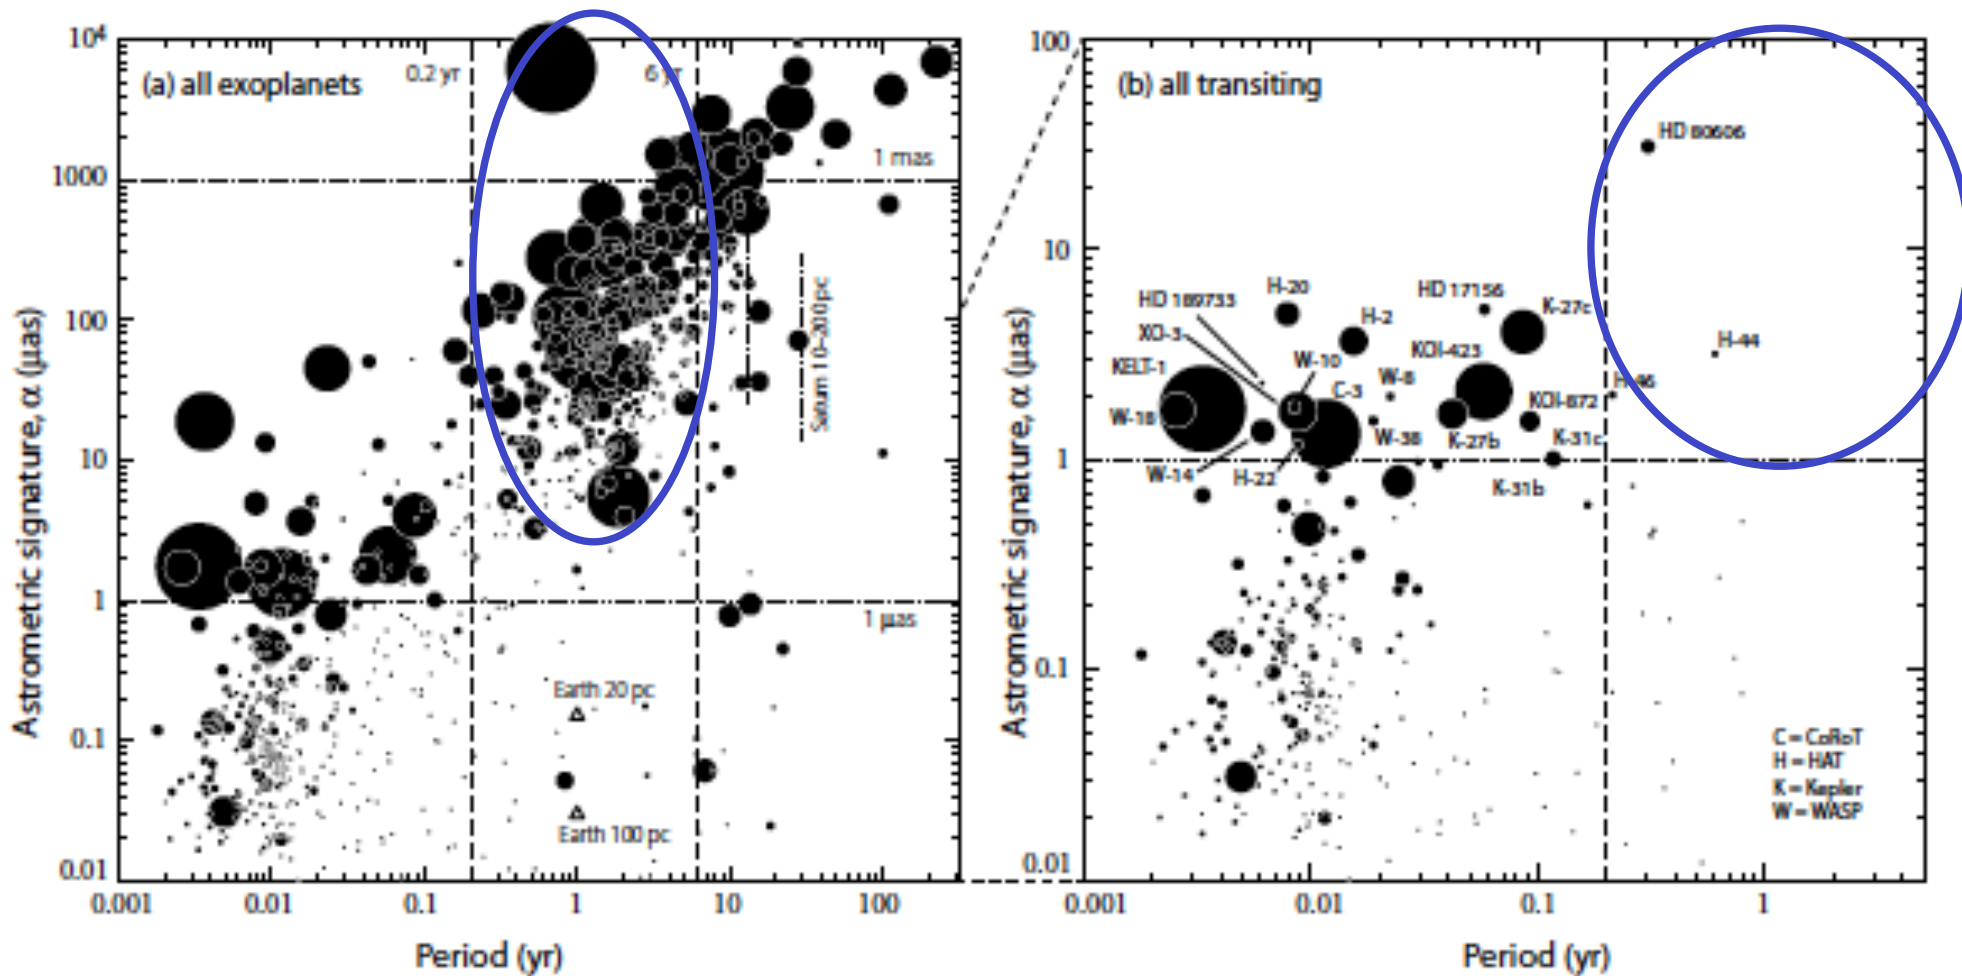 (a) all exoplanets
0.2 yr
6 yr
1 mas
Saturn 10–200 pc
1 μas
Earth 20 pc
Earth 100 pc
10⁴
1000
100
10
1
0.1
0.01
Astrometric signature, α (μas)
0.001
0.01
0.1
1
10
100
Period (yr)
(b) all transiting
HD 80606
H-44
H-20
HD 17156
K-27c
HD 189733
H-2
XO-3
KOI-423
W-10
KELT-1
W-8
H-46
C-3
KOI-872
W-18
W-38
K-27b
K-31c
W-14
H-22
K-31b
C = CoRoT
H = HAT
K = Kepler
W = WASP
100
10
1
0.1
0.01
Astrometric signature, α (μas)
0.001
0.01
0.1
1
Period (yr)